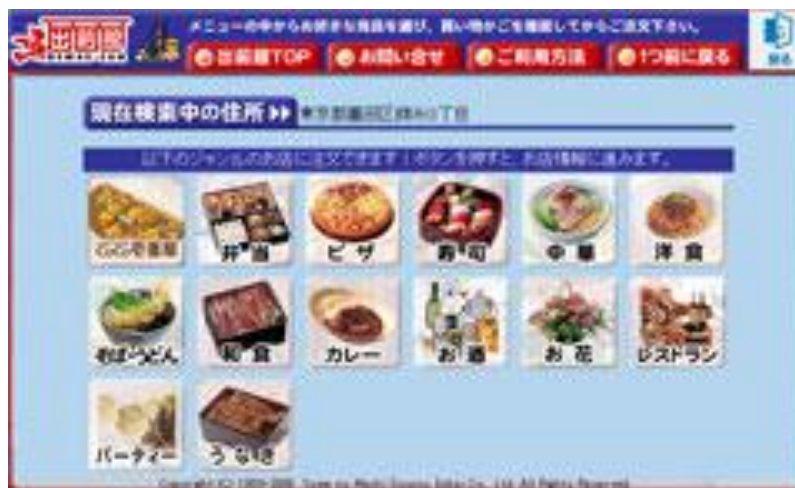 出前館
メニューの中からお好きな商品を選び、買い物かごを確認してからご注文下さい。
出前館TOP
お問い合せ
ご利用方法
1つ前に戻る
戻る
現在検索中の住所
以下のジャンルのお店に注文できます！ボタンを押すと、お店情報に進みます。
弁当
ピザ
寿司
中華
洋食
そば・うどん
和食
カレー
お酒
お花
レストラン
パーティー
うなぎ